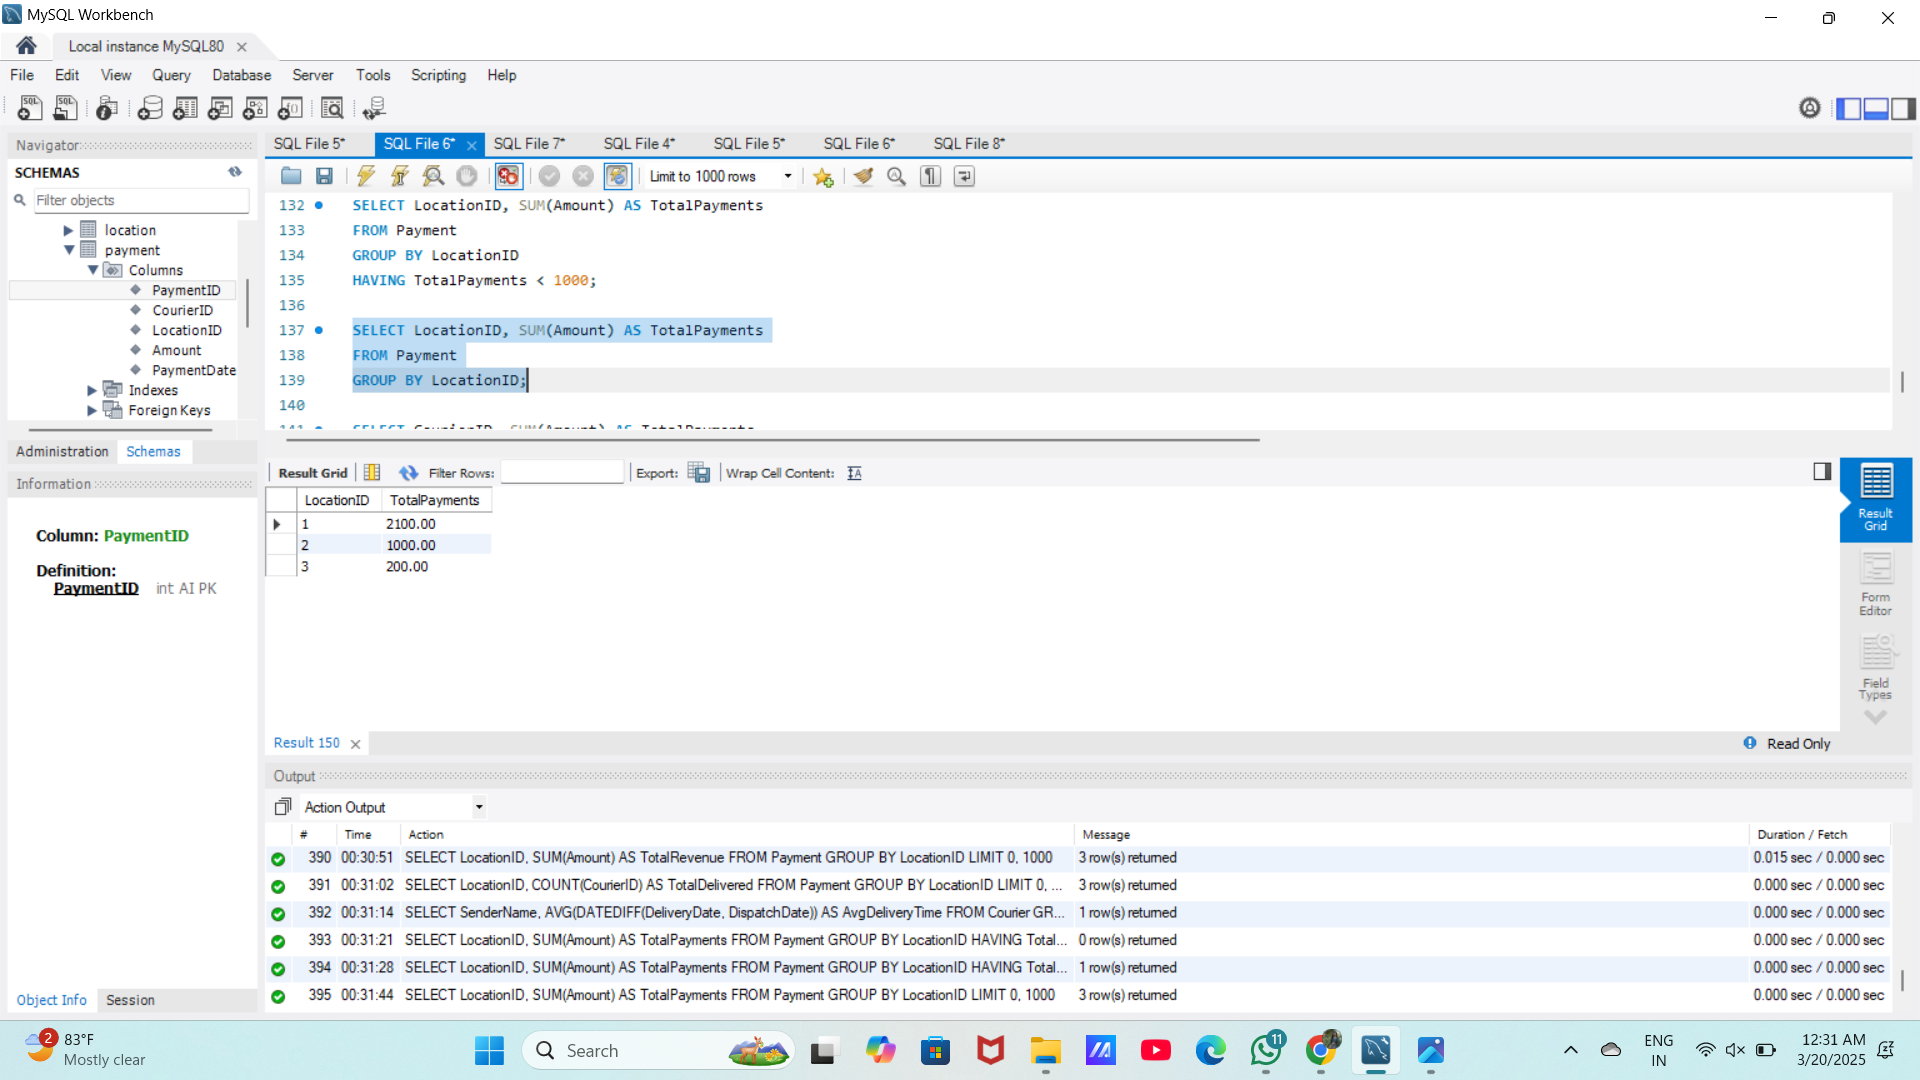 MySQL Workbench
Local instance MySQL80
File Edit View Query Database Server Tools Scripting Help
Navigator
SCHEMAS
Filter objects
location
payment
Columns
PaymentID
CourierID
LocationID
Amount
PaymentDate
Indexes
Foreign Keys
Administration Schemas
Information
Column: PaymentID
Definition:
PaymentID int AI PK
Object Info Session
SQL File 5* SQL File 6* SQL File 7* SQL File 4* SQL File 5* SQL File 6* SQL File 8*
Limit to 1000 rows
132 SELECT LocationID, SUM(Amount) AS TotalPayments
133 FROM Payment
134 GROUP BY LocationID
135 HAVING TotalPayments < 1000;
136
137 SELECT LocationID, SUM(Amount) AS TotalPayments
138 FROM Payment
139 GROUP BY LocationID;
140
141 SELECT CourierID, SUM(Amount) AS TotalPayments
Result Grid Filter Rows: Export: Wrap Cell Content:
LocationID TotalPayments
1 2100.00
2 1000.00
3 200.00
Result Grid
Form Editor
Field Types
Result 150 Read Only
Output
Action Output
# Time Action Message Duration / Fetch
390 00:30:51 SELECT LocationID, SUM(Amount) AS TotalRevenue FROM Payment GROUP BY LocationID LIMIT 0, 1000 3 row(s) returned 0.015 sec / 0.000 sec
391 00:31:02 SELECT LocationID, COUNT(CourierID) AS TotalDelivered FROM Payment GROUP BY LocationID LIMIT 0, ... 3 row(s) returned 0.000 sec / 0.000 sec
392 00:31:14 SELECT SenderName, AVG(DATEDIFF(DeliveryDate, DispatchDate)) AS AvgDeliveryTime FROM Courier GR... 1 row(s) returned 0.000 sec / 0.000 sec
393 00:31:21 SELECT LocationID, SUM(Amount) AS TotalPayments FROM Payment GROUP BY LocationID HAVING Total... 0 row(s) returned 0.000 sec / 0.000 sec
394 00:31:28 SELECT LocationID, SUM(Amount) AS TotalPayments FROM Payment GROUP BY LocationID HAVING Total... 1 row(s) returned 0.000 sec / 0.000 sec
395 00:31:44 SELECT LocationID, SUM(Amount) AS TotalPayments FROM Payment GROUP BY LocationID LIMIT 0, 1000 3 row(s) returned 0.000 sec / 0.000 sec
2
83°F
Mostly clear
Search
11
ENG
IN
12:31 AM
3/20/2025